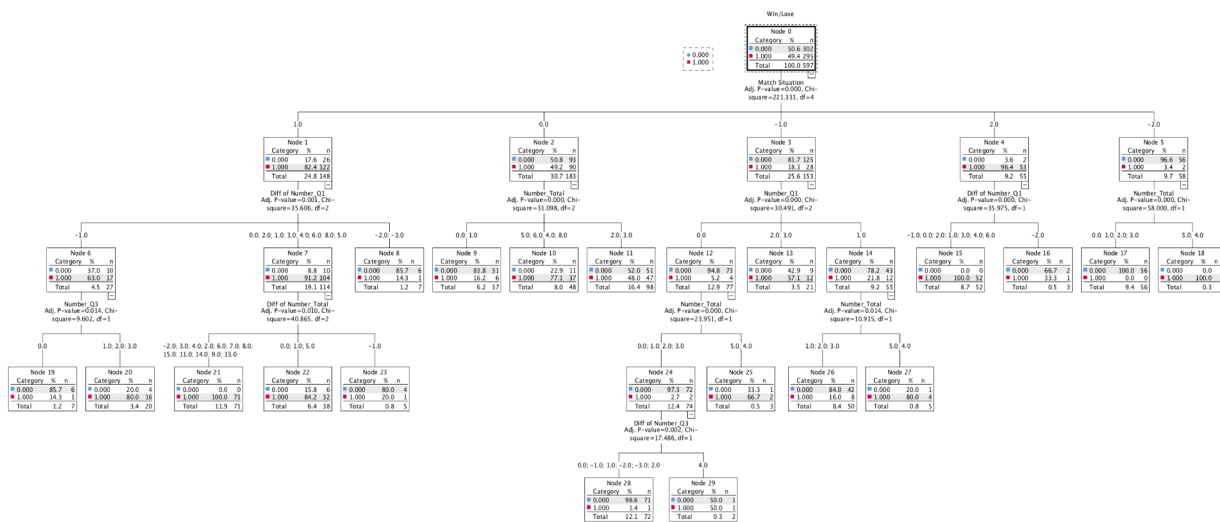 Win/Lose
Node 0
Category % n
0.000 50.6 302
1.000 49.4 295
Total 100.0 597
0.000
1.000
Match Situation
Adj. P-value=0.000, Chi-
square=221.331, df=4
1.0
0.0
-1.0
2.0
-2.0
Node 1
Category % n
0.000 17.6 26
1.000 82.4 122
Total 24.8 148
Node 2
Category % n
0.000 50.8 93
1.000 49.2 90
Total 30.7 183
Node 3
Category % n
0.000 81.7 125
1.000 18.3 28
Total 25.6 153
Node 4
Category % n
0.000 3.6 2
1.000 96.4 53
Total 9.2 55
Node 5
Category % n
0.000 96.6 56
1.000 3.4 2
Total 9.7 58
Diff of Number_Q1
Adj. P-value=0.001, Chi-
square=35.606, df=2
Number_Total
Adj. P-value=0.000, Chi-
square=31.098, df=2
Number_Q1
Adj. P-value=0.000, Chi-
square=30.491, df=2
Diff of Number_Q1
Adj. P-value=0.000, Chi-
square=35.975, df=1
Number_Total
Adj. P-value=0.000, Chi-
square=58.000, df=1
-1.0
0.0; 2.0; 1.0; 3.0; 4.0; 6.0; 8.0; 5.0
-2.0; -3.0
0.0; 1.0
5.0; 6.0; 4.0; 8.0
2.0; 3.0
0.0
2.0; 3.0
1.0
-1.0; 0.0; 2.0; 1.0; 3.0; 4.0; 6.0
-2.0
0.0; 1.0; 2.0; 3.0
5.0; 4.0
Node 6
Category % n
0.000 37.0 10
1.000 63.0 17
Total 4.5 27
Node 7
Category % n
0.000 8.8 10
1.000 91.2 104
Total 19.1 114
Node 8
Category % n
0.000 85.7 6
1.000 14.3 1
Total 1.2 7
Node 9
Category % n
0.000 83.8 31
1.000 16.2 6
Total 6.2 37
Node 10
Category % n
0.000 22.9 11
1.000 77.1 37
Total 8.0 48
Node 11
Category % n
0.000 52.0 51
1.000 48.0 47
Total 16.4 98
Node 12
Category % n
0.000 94.8 73
1.000 5.2 4
Total 12.9 77
Node 13
Category % n
0.000 42.9 9
1.000 57.1 12
Total 3.5 21
Node 14
Category % n
0.000 78.2 43
1.000 21.8 12
Total 9.2 55
Node 15
Category % n
0.000 0.0 0
1.000 100.0 52
Total 8.7 52
Node 16
Category % n
0.000 66.7 2
1.000 33.3 1
Total 0.5 3
Node 17
Category % n
0.000 100.0 56
1.000 0.0 0
Total 9.4 56
Node 18
Category %
0.000 0.0
1.000 100.0
Total 0.3
Number_Q3
Adj. P-value=0.014, Chi-
square=9.602, df=1
Diff of Number_Total
Adj. P-value=0.010, Chi-
square=40.865, df=2
Number_Total
Adj. P-value=0.000, Chi-
square=23.951, df=1
Number_Total
Adj. P-value=0.014, Chi-
square=10.915, df=1
0.0
1.0; 2.0; 3.0
-2.0; 3.0; 4.0; 2.0; 6.0; 7.0; 8.0;
15.0; 11.0; 14.0; 9.0; 13.0
0.0; 1.0; 5.0
-1.0
0.0; 1.0; 2.0; 3.0
5.0; 4.0
1.0; 2.0; 3.0
5.0; 4.0
Node 19
Category % n
0.000 85.7 6
1.000 14.3 1
Total 1.2 7
Node 20
Category % n
0.000 20.0 4
1.000 80.0 16
Total 3.4 20
Node 21
Category % n
0.000 0.0 0
1.000 100.0 71
Total 11.9 71
Node 22
Category % n
0.000 15.8 6
1.000 84.2 32
Total 6.4 38
Node 23
Category % n
0.000 80.0 4
1.000 20.0 1
Total 0.8 5
Node 24
Category % n
0.000 97.3 72
1.000 2.7 2
Total 12.4 74
Node 25
Category % n
0.000 33.3 1
1.000 66.7 2
Total 0.5 3
Node 26
Category % n
0.000 84.0 42
1.000 16.0 8
Total 8.4 50
Node 27
Category % n
0.000 20.0 1
1.000 80.0 4
Total 0.8 5
Diff of Number_Q3
Adj. P-value=0.002, Chi-
square=17.486, df=1
0.0; -1.0; 1.0; -2.0; -3.0; 2.0
4.0
Node 28
Category % n
0.000 98.6 71
1.000 1.4 1
Total 12.1 72
Node 29
Category % n
0.000 50.0 1
1.000 50.0 1
Total 0.3 2